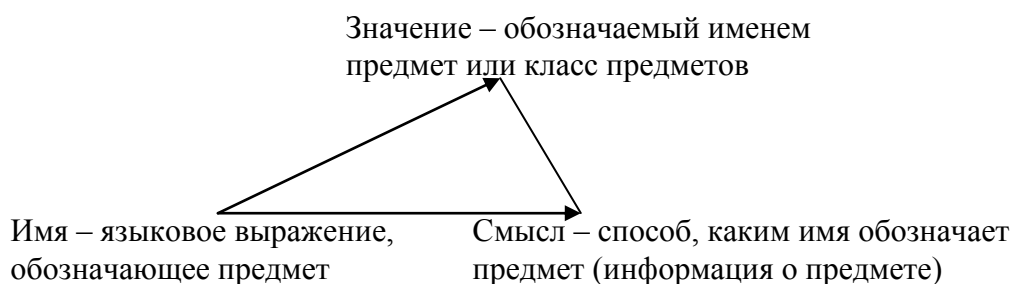 Значение – обозначаемый именем
предмет или класс предметов
Имя – языковое выражение,
обозначающее предмет
Смысл – способ, каким имя обозначает
предмет (информация о предмете)